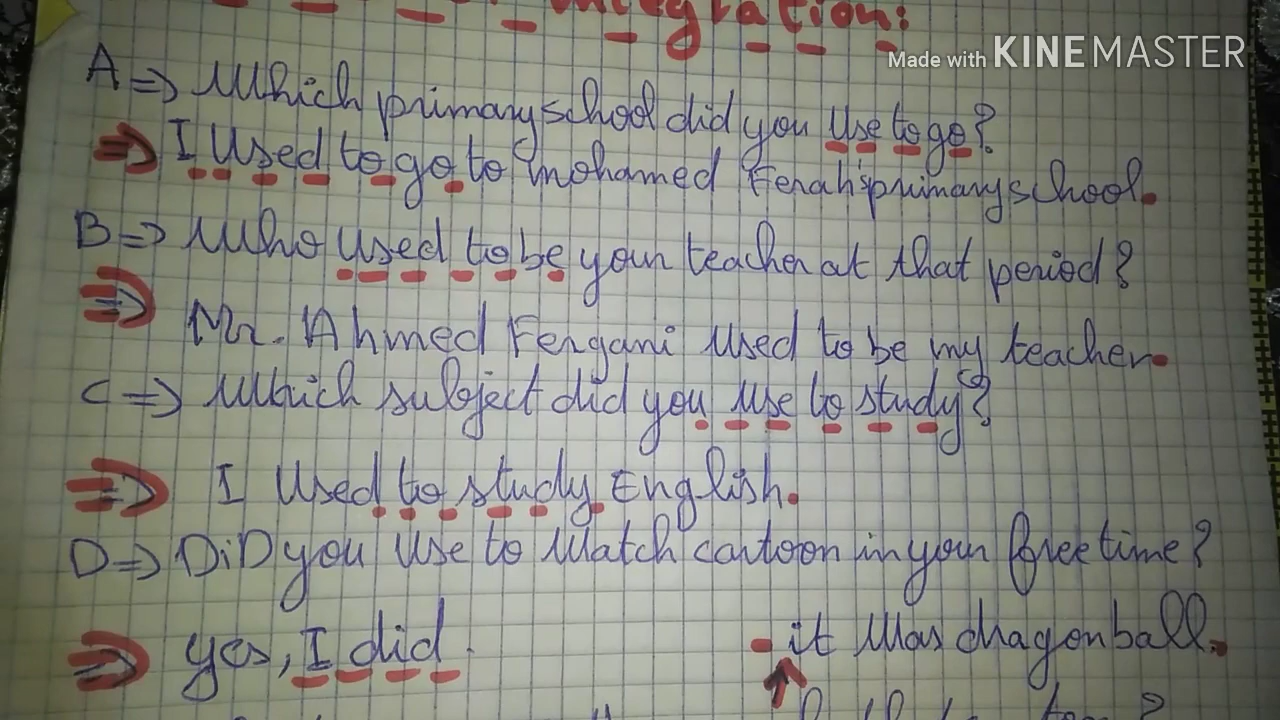 integration:
Made with KINEMASTER
A => Which primary school did you use to go?
=> I used to go to mohamed Ferah's primary school.
B => Who used to be your teacher at that period?
=> Mr. Ahmed Fergani used to be my teacher.
C => Which subject did you use to study?
=> I used to study English.
D => DiD you use to watch cartoon in your free time?
=> yes, I did. - it was dragon ball.